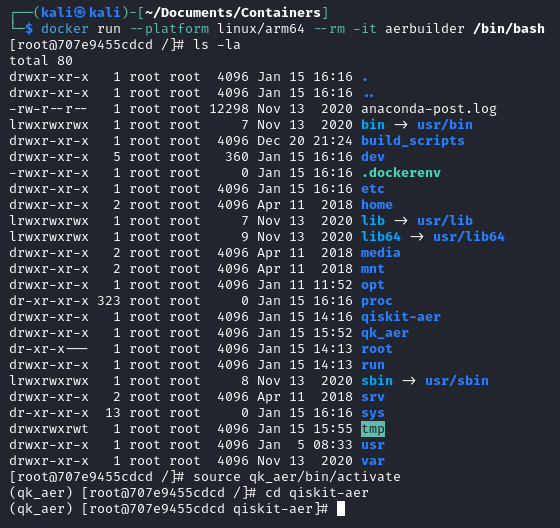 ┌──(kali㉿kali)-[~/Documents/Containers]
└─$ docker run --platform linux/arm64 --rm -it aerbuilder /bin/bash
[root@707e9455cdcd /]# ls -la
total 80
drwxr-xr-x   1 root root  4096 Jan 15 16:16 .
drwxr-xr-x   1 root root  4096 Jan 15 16:16 ..
-rw-r--r--   1 root root 12298 Nov 13  2020 anaconda-post.log
lrwxrwxrwx   1 root root     7 Nov 13  2020 bin -> usr/bin
drwxr-xr-x   1 root root  4096 Dec 20 21:24 build_scripts
drwxr-xr-x   5 root root   360 Jan 15 16:16 dev
-rwxr-xr-x   1 root root     0 Jan 15 16:16 .dockerenv
drwxr-xr-x   1 root root  4096 Jan 15 16:16 etc
drwxr-xr-x   2 root root  4096 Apr 11  2018 home
lrwxrwxrwx   1 root root     7 Nov 13  2020 lib -> usr/lib
lrwxrwxrwx   1 root root     9 Nov 13  2020 lib64 -> usr/lib64
drwxr-xr-x   2 root root  4096 Apr 11  2018 media
drwxr-xr-x   2 root root  4096 Apr 11  2018 mnt
drwxr-xr-x   1 root root  4096 Jan 11 11:52 opt
dr-xr-xr-x 323 root root     0 Jan 15 16:16 proc
drwxr-xr-x   1 root root  4096 Jan 15 14:16 qiskit-aer
drwxr-xr-x   1 root root  4096 Jan 15 15:52 qk_aer
dr-xr-x---   1 root root  4096 Jan 15 14:13 root
drwxr-xr-x   1 root root  4096 Jan 15 14:13 run
lrwxrwxrwx   1 root root     8 Nov 13  2020 sbin -> usr/sbin
drwxr-xr-x   2 root root  4096 Apr 11  2018 srv
dr-xr-xr-x  13 root root     0 Jan 15 16:16 sys
drwxrwxrwt   1 root root  4096 Jan 15 15:55 tmp
drwxr-xr-x   1 root root  4096 Jan  5 08:33 usr
drwxr-xr-x   1 root root  4096 Nov 13  2020 var
[root@707e9455cdcd /]# source qk_aer/bin/activate
(qk_aer) [root@707e9455cdcd /]# cd qiskit-aer
(qk_aer) [root@707e9455cdcd qiskit-aer]#